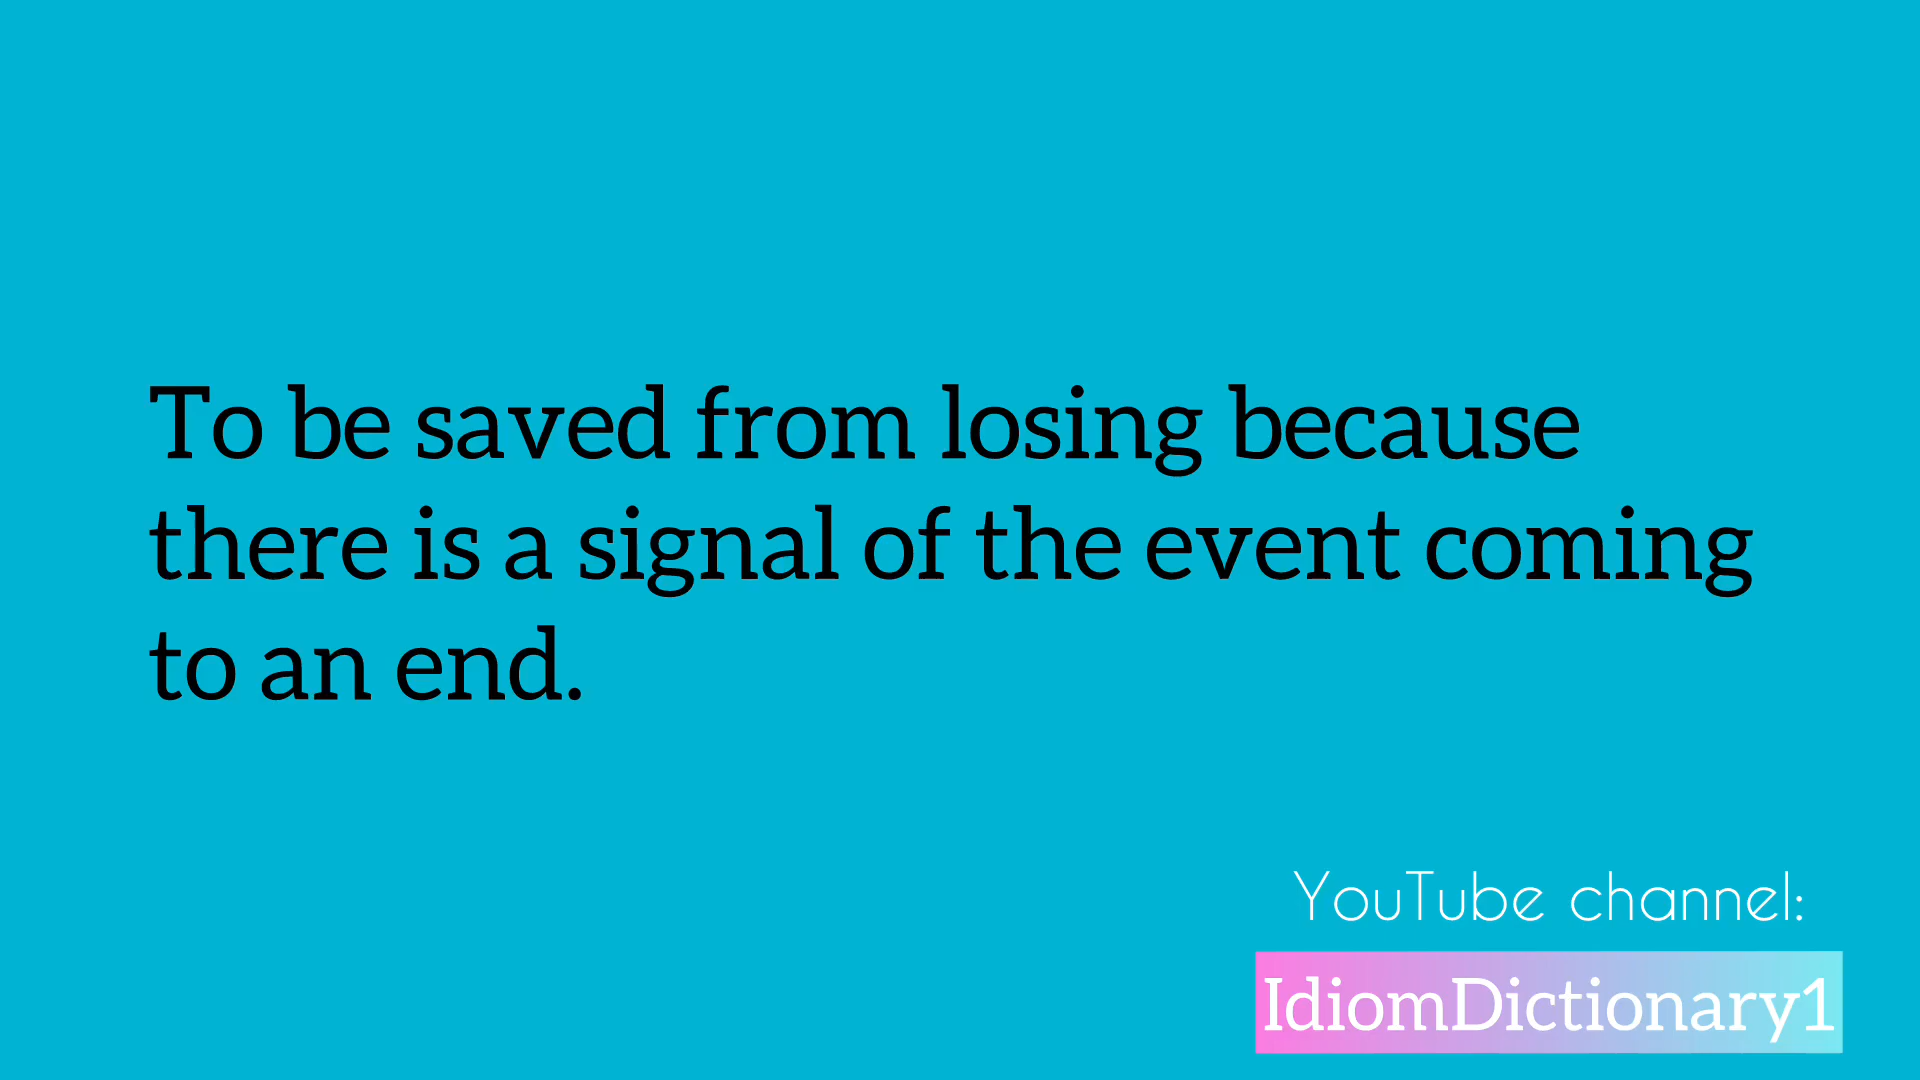 To be saved from losing because
there is a signal of the event coming
to an end.
YouTube channel:
IdiomDictionary1